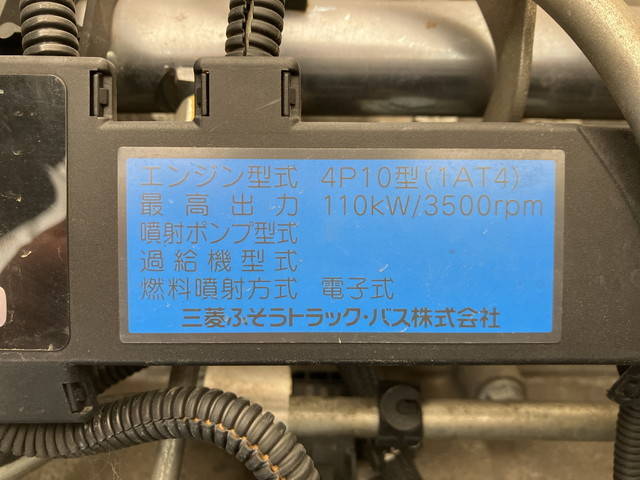 エンジン型式 4P10型(1AT4)
最高出力 110kW/3500rpm
噴射ポンプ型式
過給機型式
燃料噴射方式 電子式
三菱ふそうトラック・バス株式会社